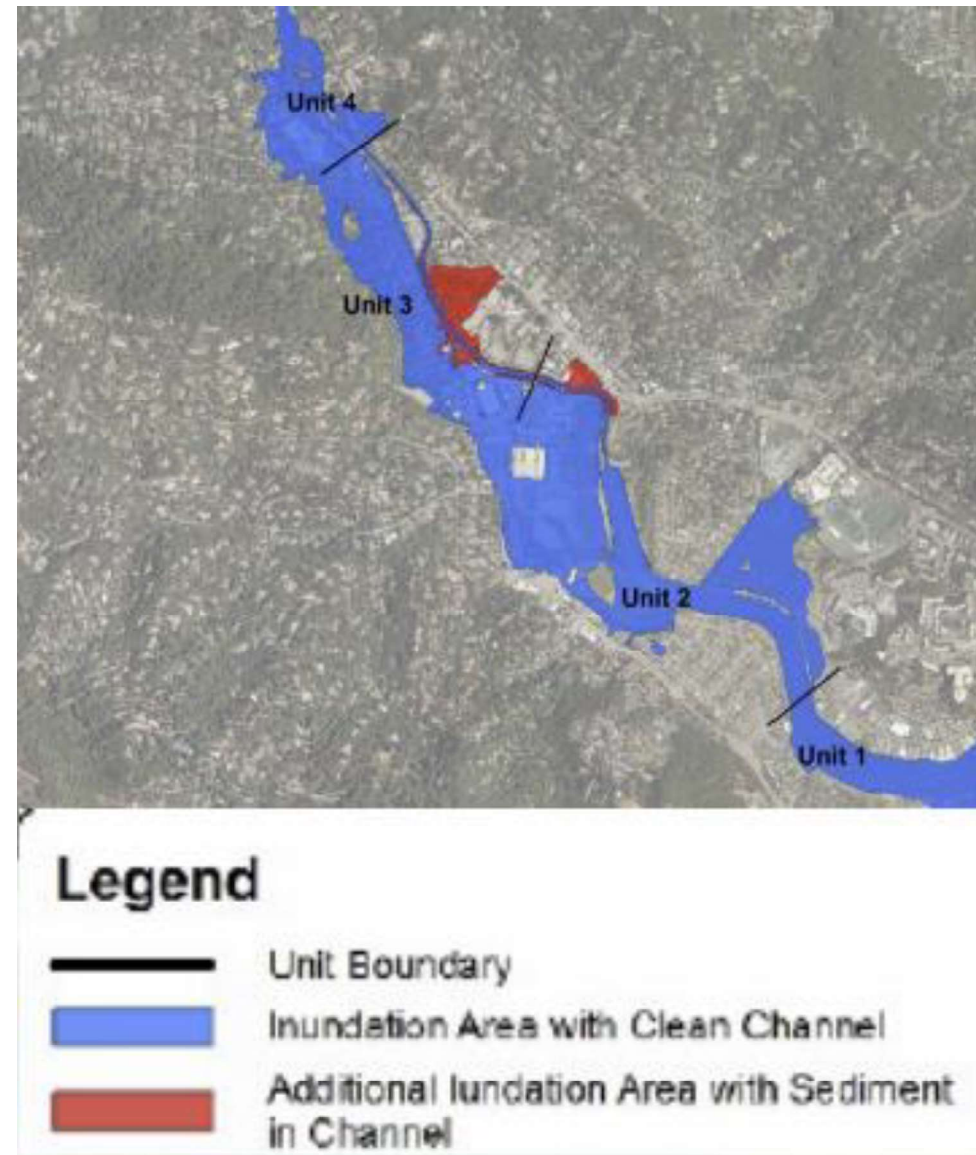 Unit 4
Unit 3
Unit 2
Unit 1
Legend
Unit Boundary
Inundation Area with Clean Channel
Additional Iundation Area with Sediment
in Channel